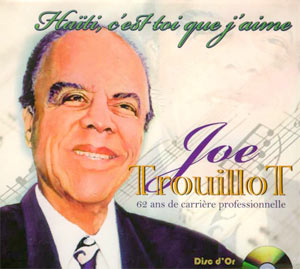 Haïti, c'est toi que j'aime
Joe
TrouilloT
62 ans de carrière professionnelle
Disc d'Or